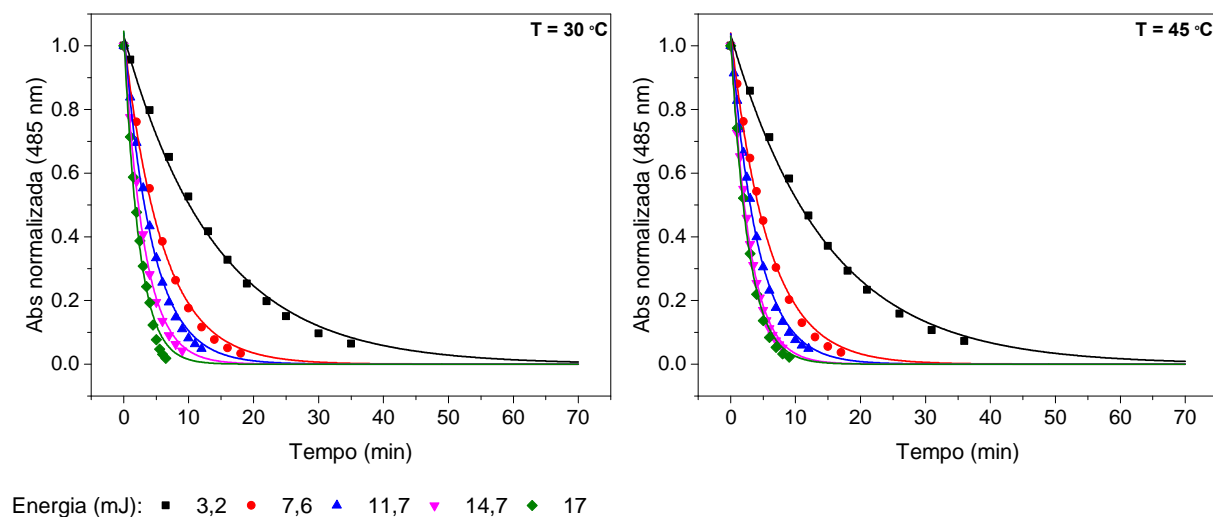 T = 30 °C
1.0
0.8
0.6
0.4
0.2
0.0
Abs normalizada (485 nm)
0 10 20 30 40 50 60 70
Tempo (min)
T = 45 °C
1.0
0.8
0.6
0.4
0.2
0.0
Abs normalizada (485 nm)
0 10 20 30 40 50 60 70
Tempo (min)
Energia (mJ): 3,2 7,6 11,7 14,7 17